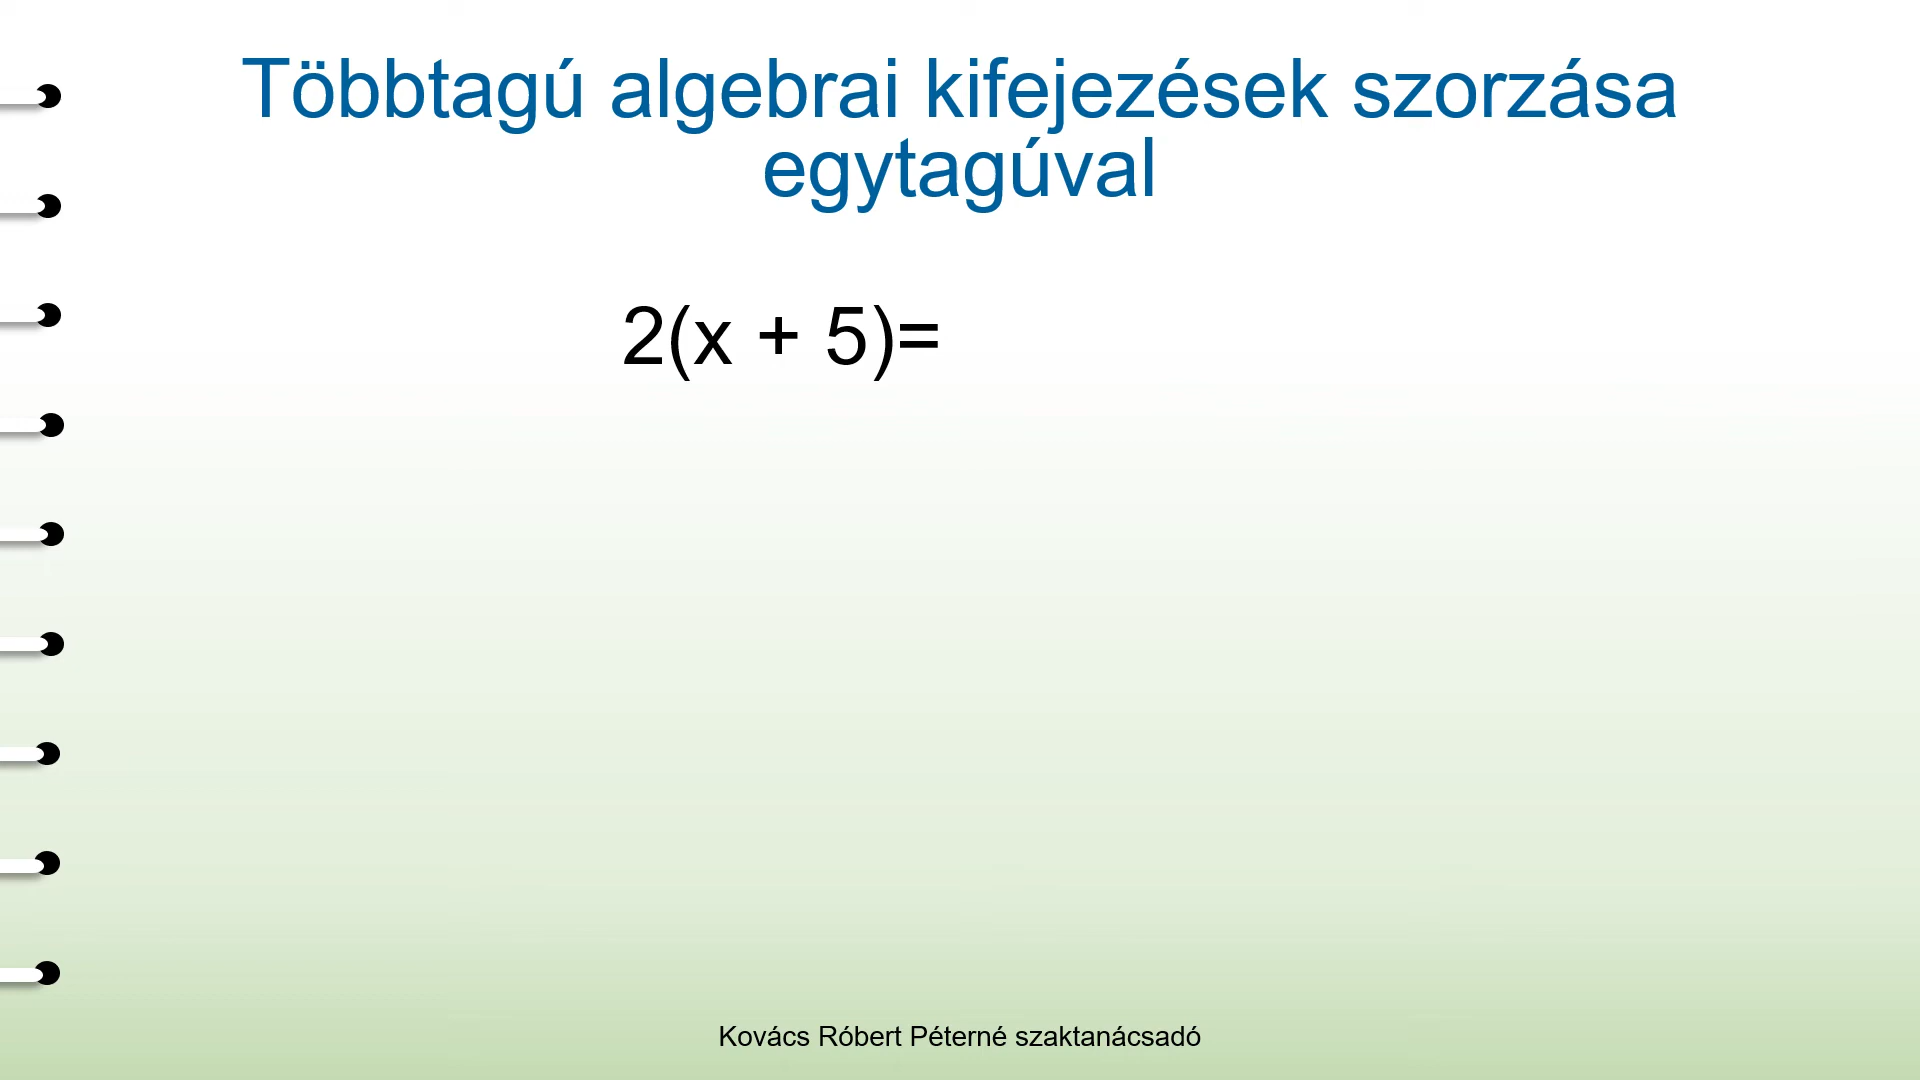 Többtagú algebrai kifejezések szorzása
egytagúval
2(x + 5)=
Kovács Róbert Péterné szaktanácsadó